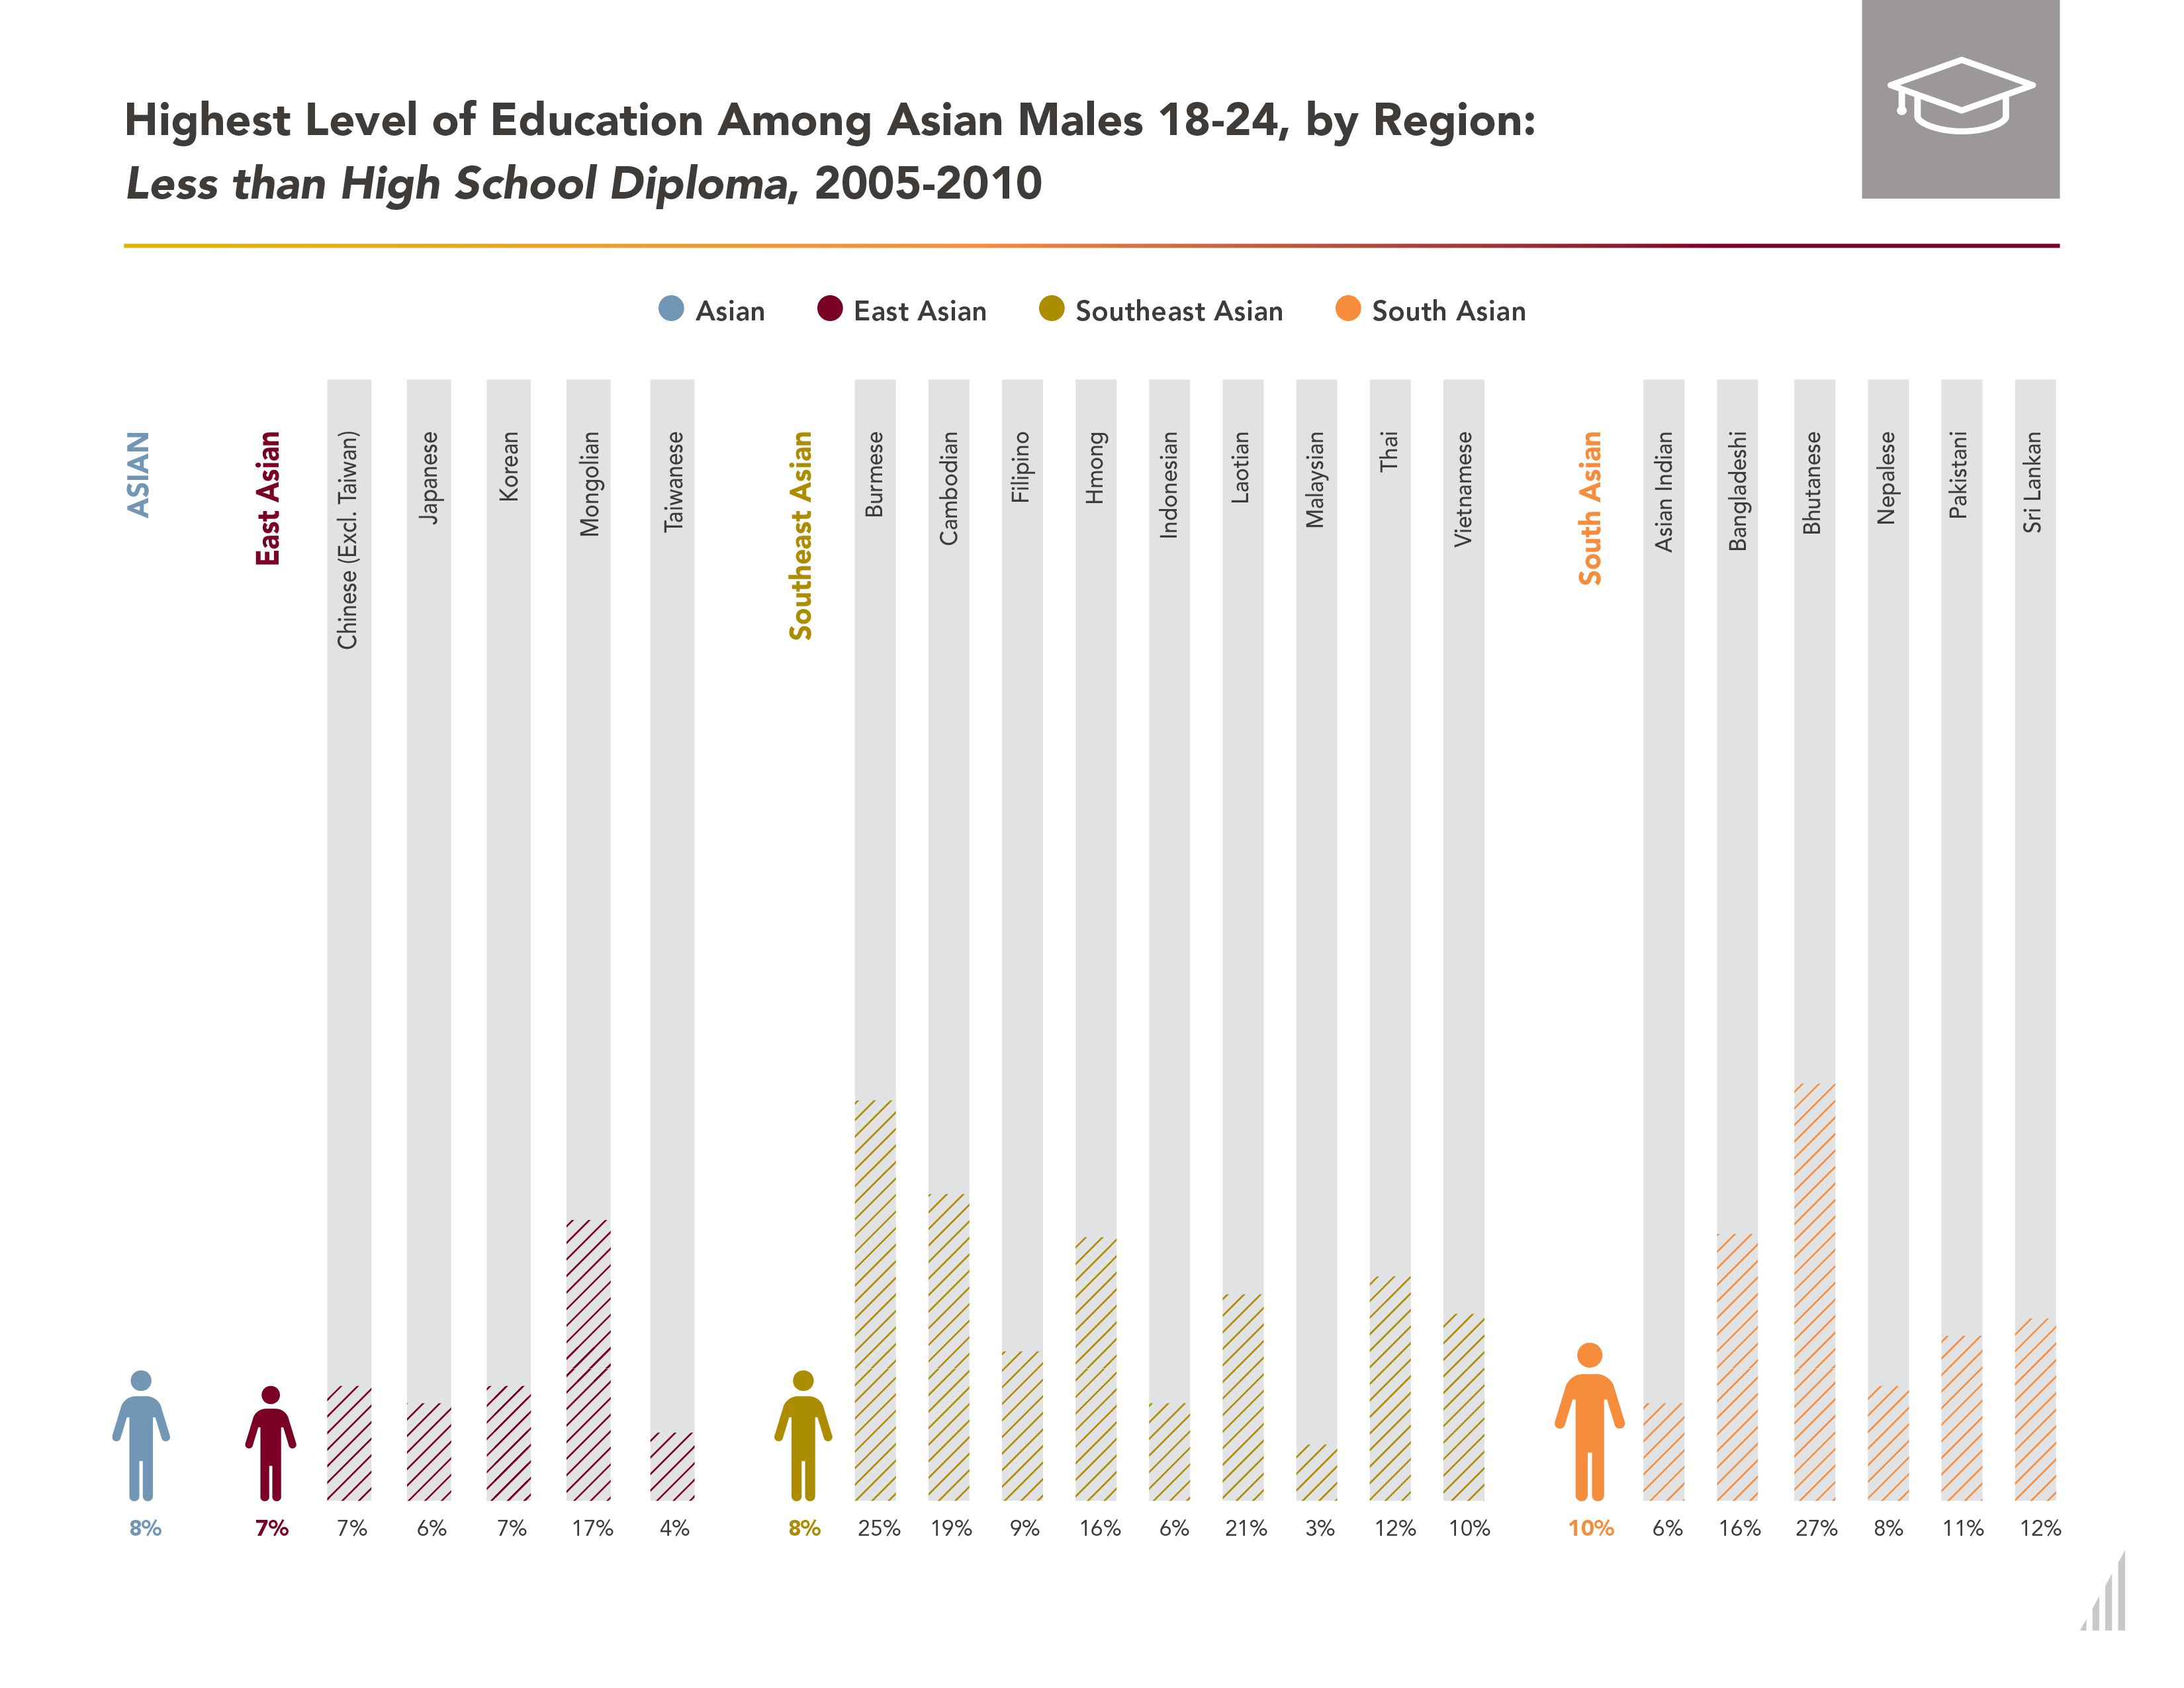 Highest Level of Education Among Asian Males 18-24, by Region:
Less than High School Diploma, 2005-2010
Asian
East Asian
Southeast Asian
South Asian
ASIAN
East Asian
Chinese (Excl. Taiwan)
Japanese
Korean
Mongolian
Taiwanese
Southeast Asian
Burmese
Cambodian
Filipino
Hmong
Indonesian
Laotian
Malaysian
Thai
Vietnamese
South Asian
Asian Indian
Bangladeshi
Bhutanese
Nepalese
Pakistani
Sri Lankan
8%
7%
7%
6%
7%
17%
4%
8%
25%
19%
9%
16%
6%
21%
3%
12%
10%
10%
6%
16%
27%
8%
11%
12%